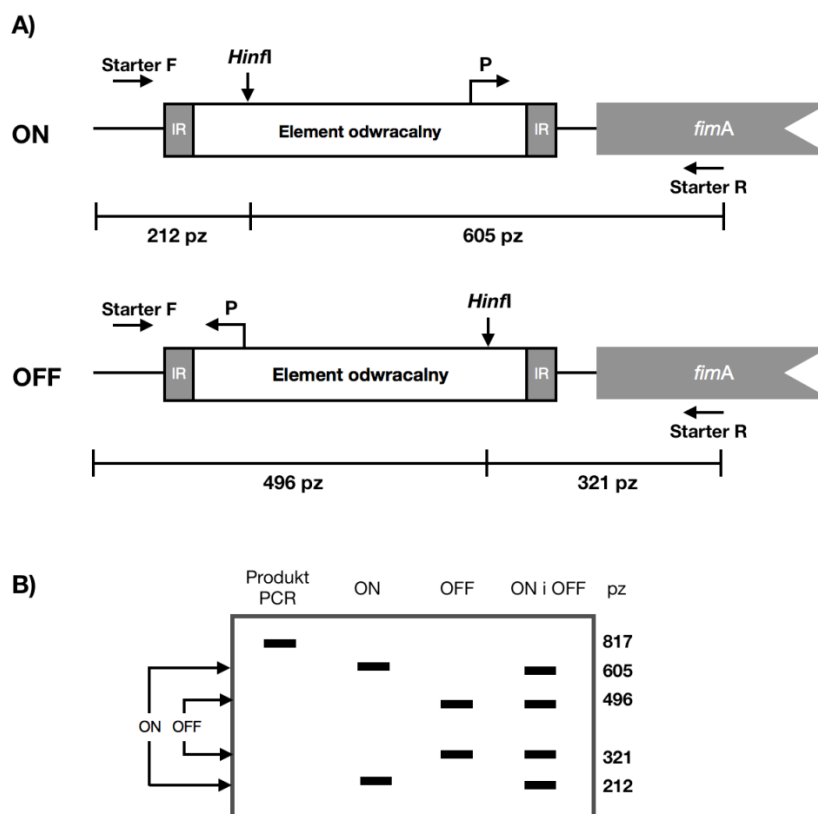 A)
Starter F
HinfI
P
ON
IR
Element odwracalny
IR
fimA
Starter R
212 pz
605 pz
Starter F
P
HinfI
OFF
IR
Element odwracalny
IR
fimA
Starter R
496 pz
321 pz
B)
Produkt
PCR
ON
OFF
ON i OFF
pz
817
605
496
ON
OFF
321
212